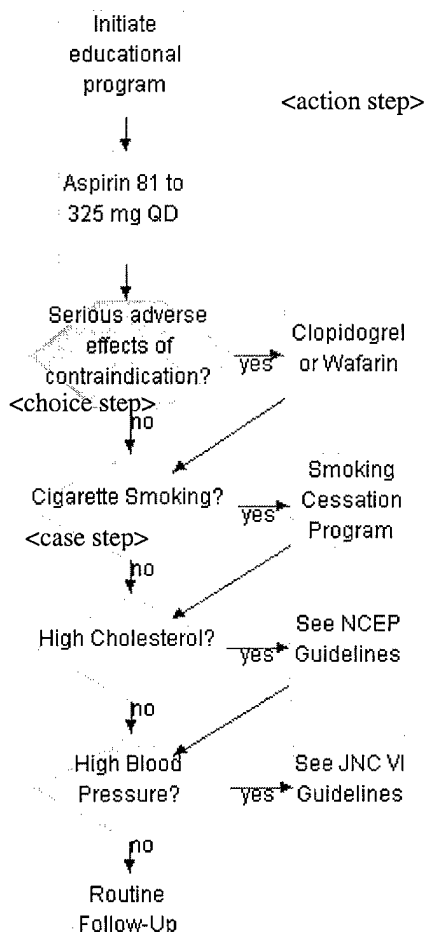 Initiate
educational
program
<action step>
Aspirin 81 to
325 mg QD
Serious adverse
effects of
contraindication?
yes
Clopidogrel
or Wafarin
<choice step>
no
Cigarette Smoking?
yes
Smoking
Cessation
Program
<case step>
no
High Cholesterol?
yes
See NCEP
Guidelines
no
High Blood
Pressure?
yes
See JNC VI
Guidelines
no
Routine
Follow-Up